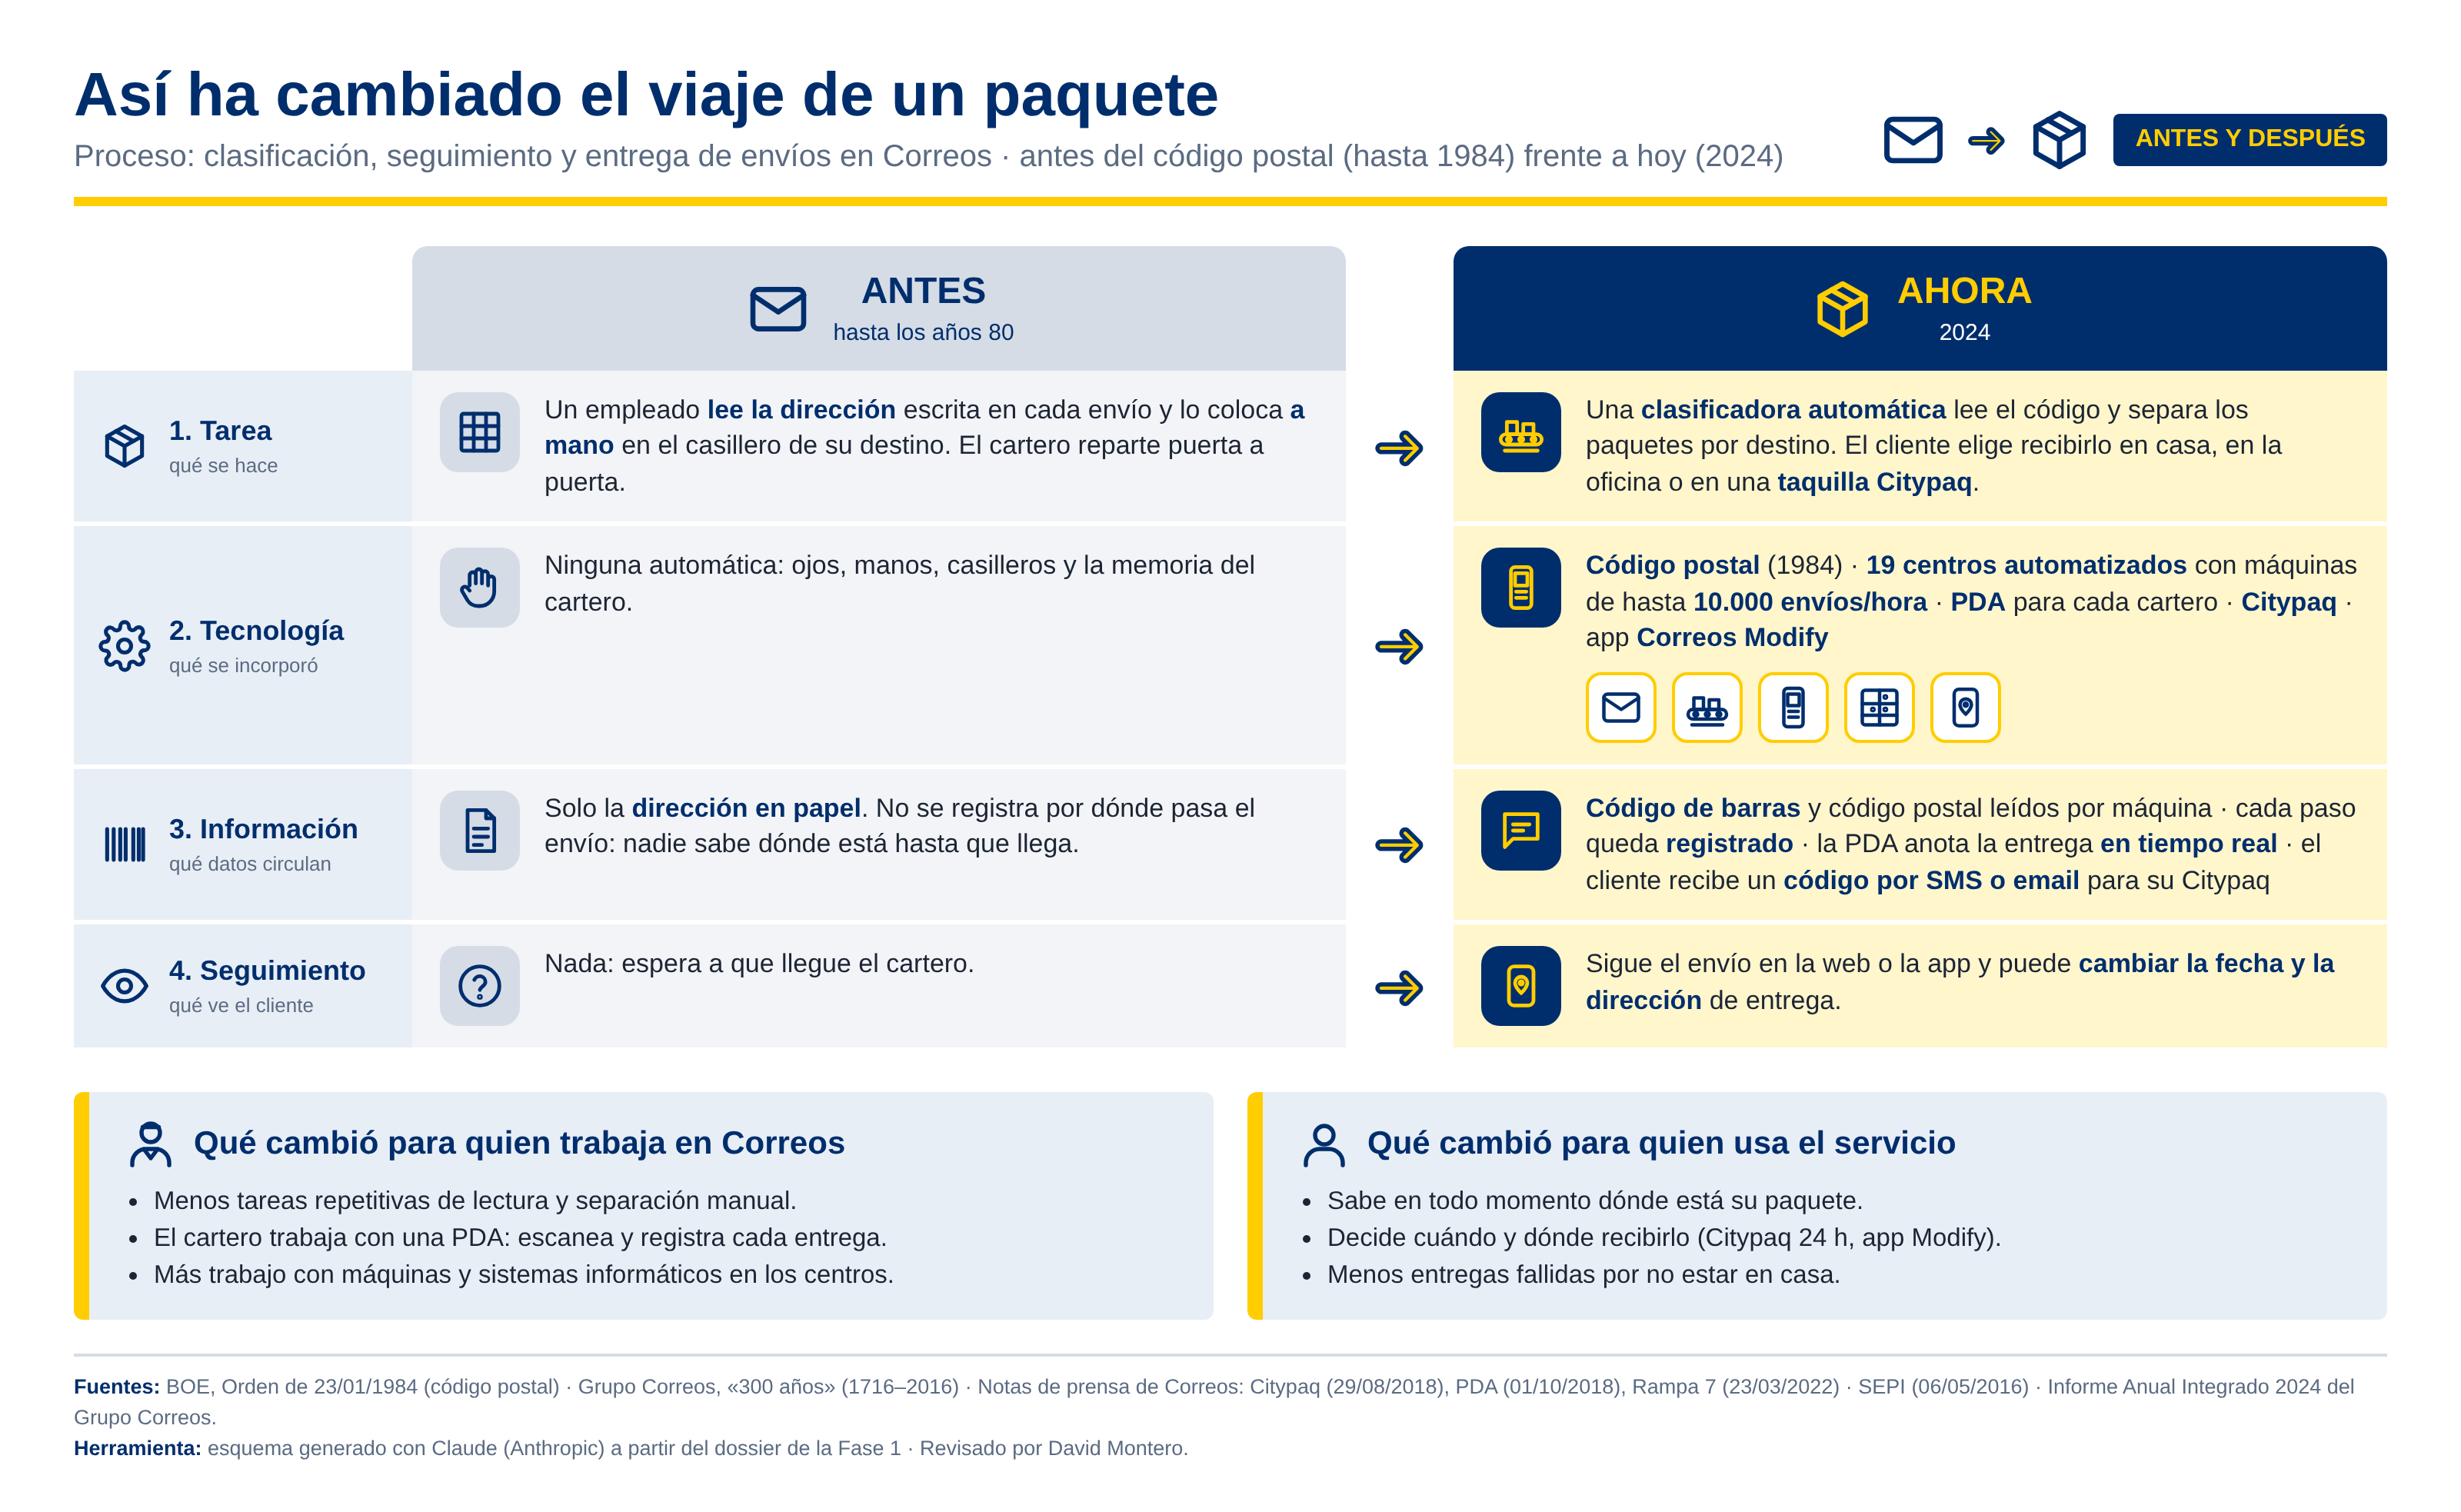 Así ha cambiado el viaje de un paquete
Proceso: clasificación, seguimiento y entrega de envíos en Correos · antes del código postal (hasta 1984) frente a hoy (2024)
ANTES Y DESPUÉS
ANTES
hasta los años 80
AHORA
2024
1. Tarea
qué se hace
Un empleado lee la dirección escrita en cada envío y lo coloca a
mano en el casillero de su destino. El cartero reparte puerta a
puerta.
Una clasificadora automática lee el código y separa los
paquetes por destino. El cliente elige recibirlo en casa, en la
oficina o en una taquilla Citypaq.
2. Tecnología
qué se incorporó
Ninguna automática: ojos, manos, casilleros y la memoria del
cartero.
Código postal (1984) · 19 centros automatizados con máquinas
de hasta 10.000 envíos/hora · PDA para cada cartero · Citypaq ·
app Correos Modify
3. Información
qué datos circulan
Solo la dirección en papel. No se registra por dónde pasa el
envío: nadie sabe dónde está hasta que llega.
Código de barras y código postal leídos por máquina · cada paso
queda registrado · la PDA anota la entrega en tiempo real · el
cliente recibe un código por SMS o email para su Citypaq
4. Seguimiento
qué ve el cliente
Nada: espera a que llegue el cartero.
Sigue el envío en la web o la app y puede cambiar la fecha y la
dirección de entrega.
Qué cambió para quien trabaja en Correos
• Menos tareas repetitivas de lectura y separación manual.
• El cartero trabaja con una PDA: escanea y registra cada entrega.
• Más trabajo con máquinas y sistemas informáticos en los centros.
Qué cambió para quien usa el servicio
• Sabe en todo momento dónde está su paquete.
• Decide cuándo y dónde recibirlo (Citypaq 24 h, app Modify).
• Menos entregas fallidas por no estar en casa.
Fuentes: BOE, Orden de 23/01/1984 (código postal) · Grupo Correos, «300 años» (1716–2016) · Notas de prensa de Correos: Citypaq (29/08/2018), PDA (01/10/2018), Rampa 7 (23/03/2022) · SEPI (06/05/2016) · Informe Anual Integrado 2024 del
Grupo Correos.
Herramienta: esquema generado con Claude (Anthropic) a partir del dossier de la Fase 1 · Revisado por David Montero.